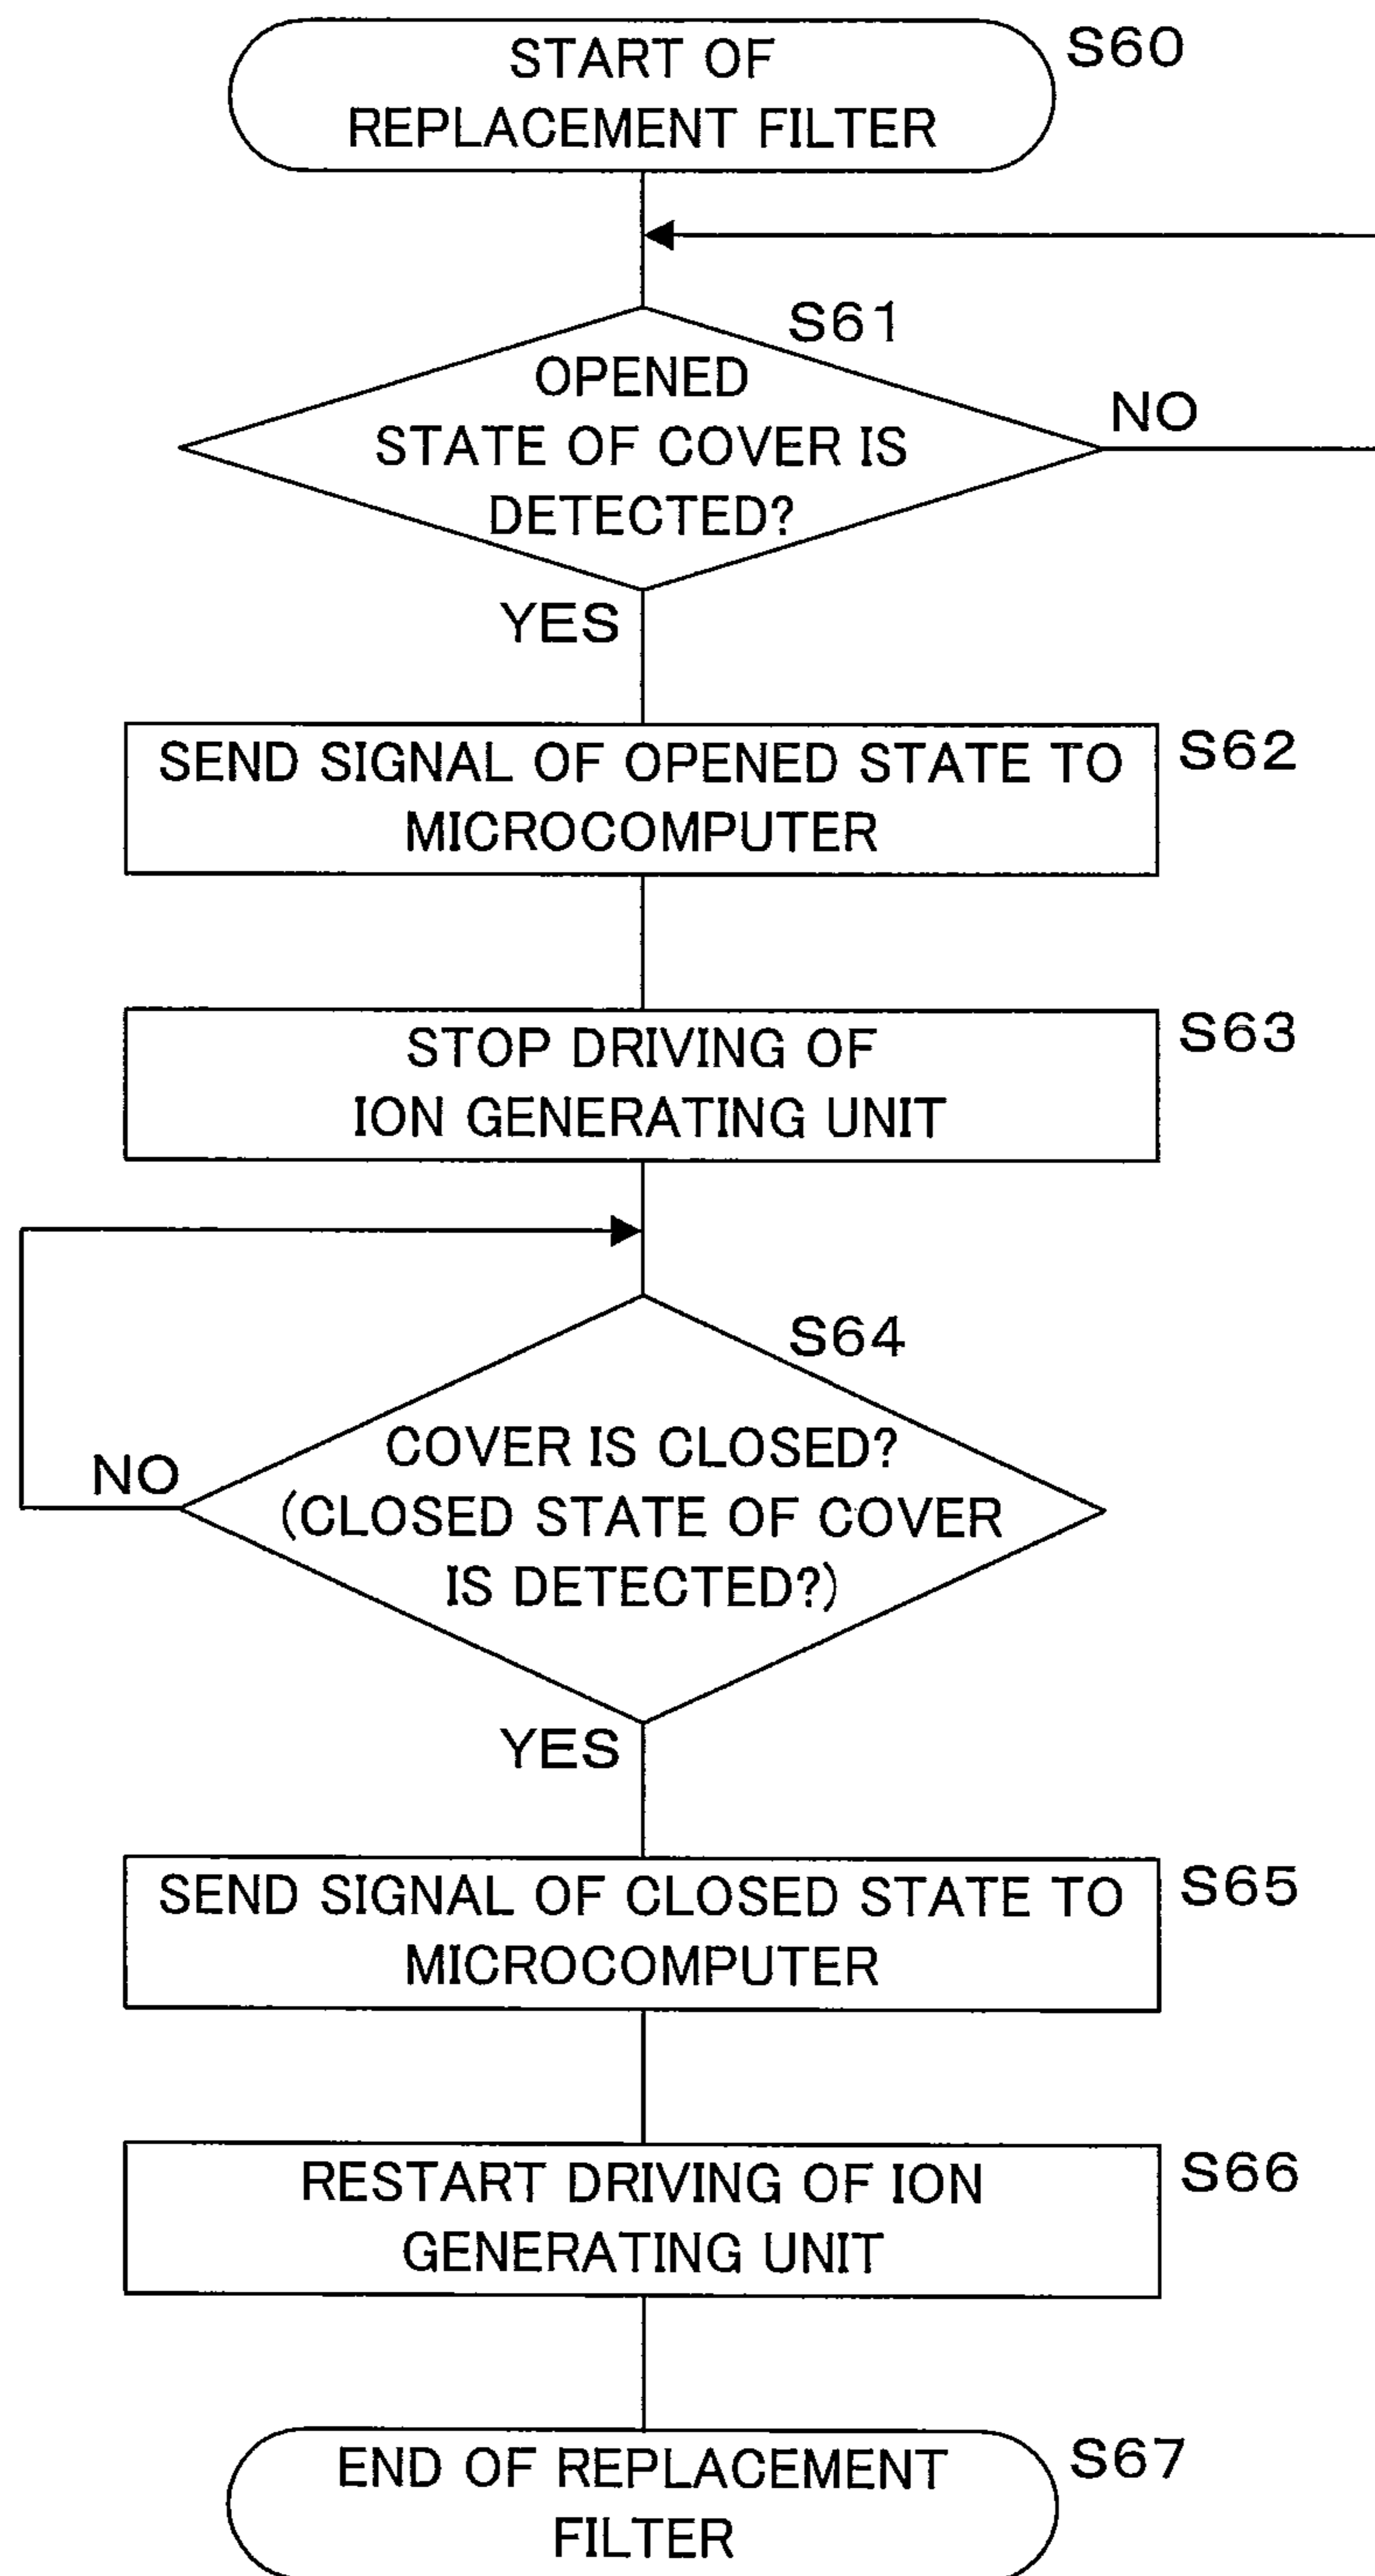 START OF
REPLACEMENT FILTER
S60
S61
OPENED
STATE OF COVER IS
DETECTED?
NO
YES
SEND SIGNAL OF OPENED STATE TO
MICROCOMPUTER
S62
STOP DRIVING OF
ION GENERATING UNIT
S63
S64
COVER IS CLOSED?
(CLOSED STATE OF COVER
IS DETECTED?)
NO
YES
SEND SIGNAL OF CLOSED STATE TO
MICROCOMPUTER
S65
RESTART DRIVING OF ION
GENERATING UNIT
S66
END OF REPLACEMENT
FILTER
S67